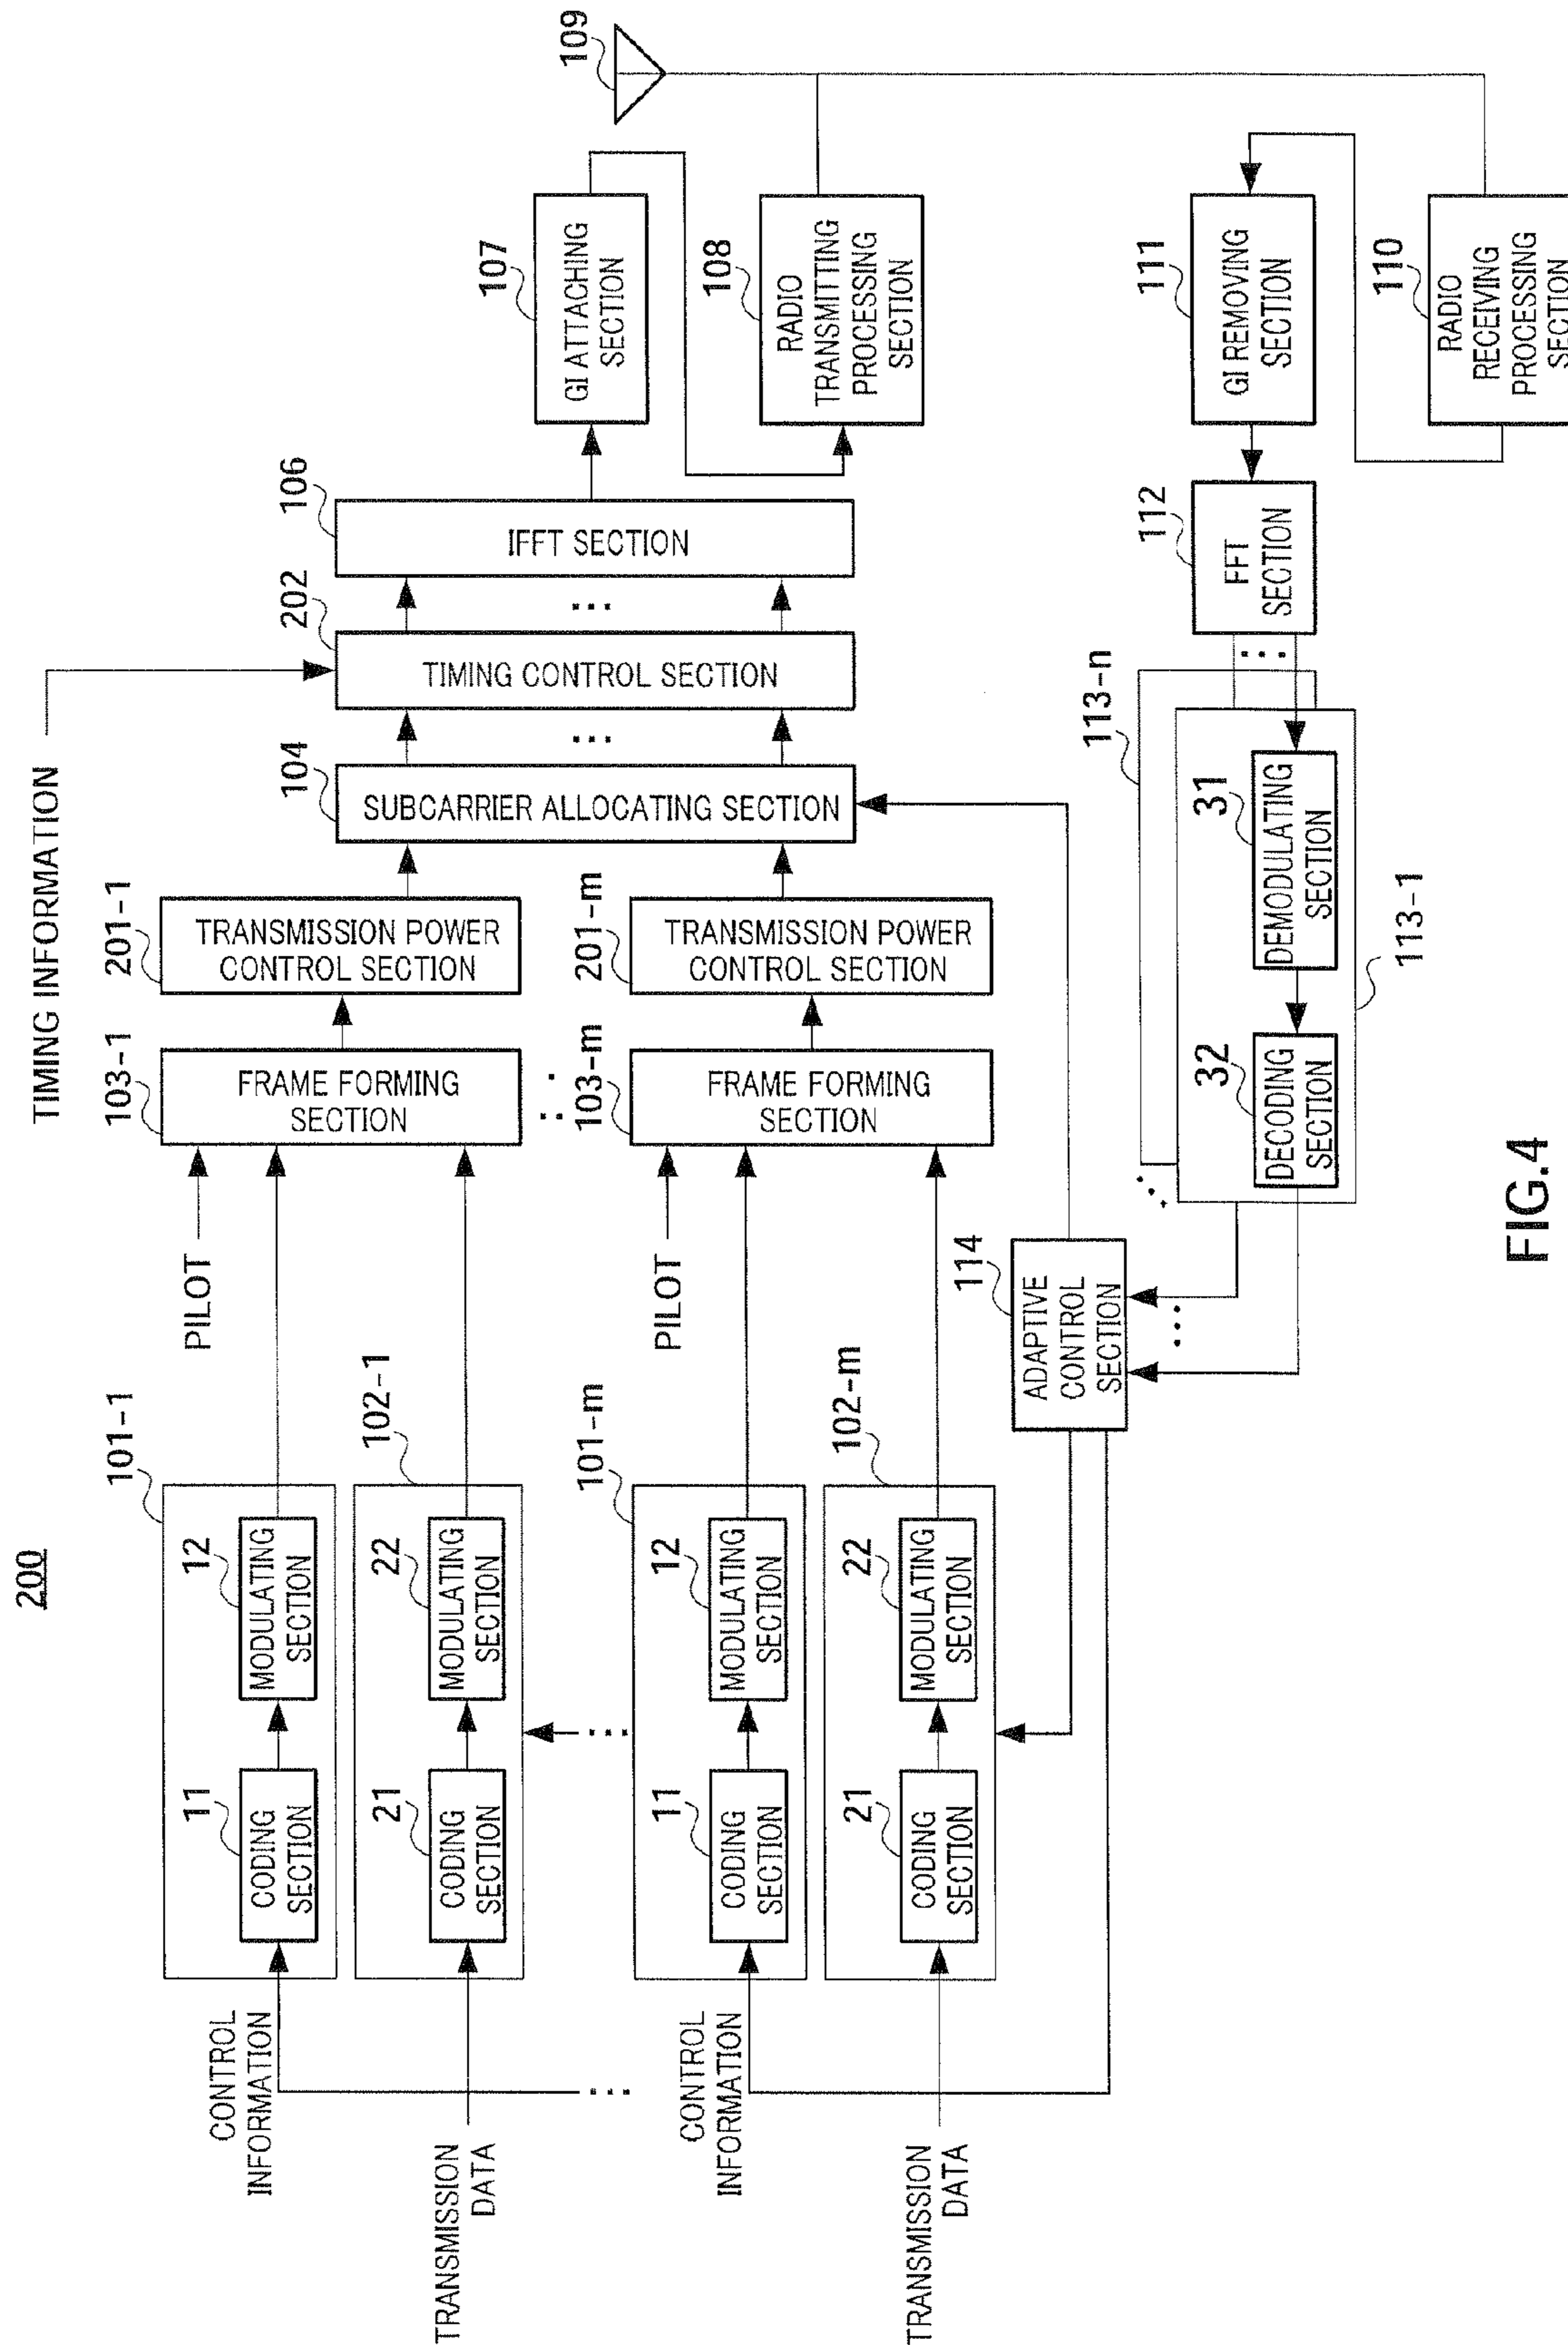 200
TIMING INFORMATION
101-1
CONTROL
INFORMATION
11
CODING
SECTION
12
MODULATING
SECTION
PILOT
103-1
FRAME FORMING
SECTION
201-1
TRANSMISSION POWER
CONTROL SECTION
102-1
TRANSMISSION
DATA
21
CODING
SECTION
22
MODULATING
SECTION
104
SUBCARRIER ALLOCATING SECTION
202
TIMING CONTROL SECTION
106
IFFT SECTION
107
GI ATTACHING
SECTION
108
RADIO
TRANSMITTING
PROCESSING
SECTION
109
101-m
CONTROL
INFORMATION
11
CODING
SECTION
12
MODULATING
SECTION
PILOT
103-m
FRAME FORMING
SECTION
201-m
TRANSMISSION POWER
CONTROL SECTION
102-m
TRANSMISSION
DATA
21
CODING
SECTION
22
MODULATING
SECTION
114
ADAPTIVE
CONTROL
SECTION
113-n
113-1
32
DECODING
SECTION
31
DEMODULATING
SECTION
112
FFT
SECTION
111
GI REMOVING
SECTION
110
RADIO
RECEIVING
PROCESSING
SECTION
FIG.4